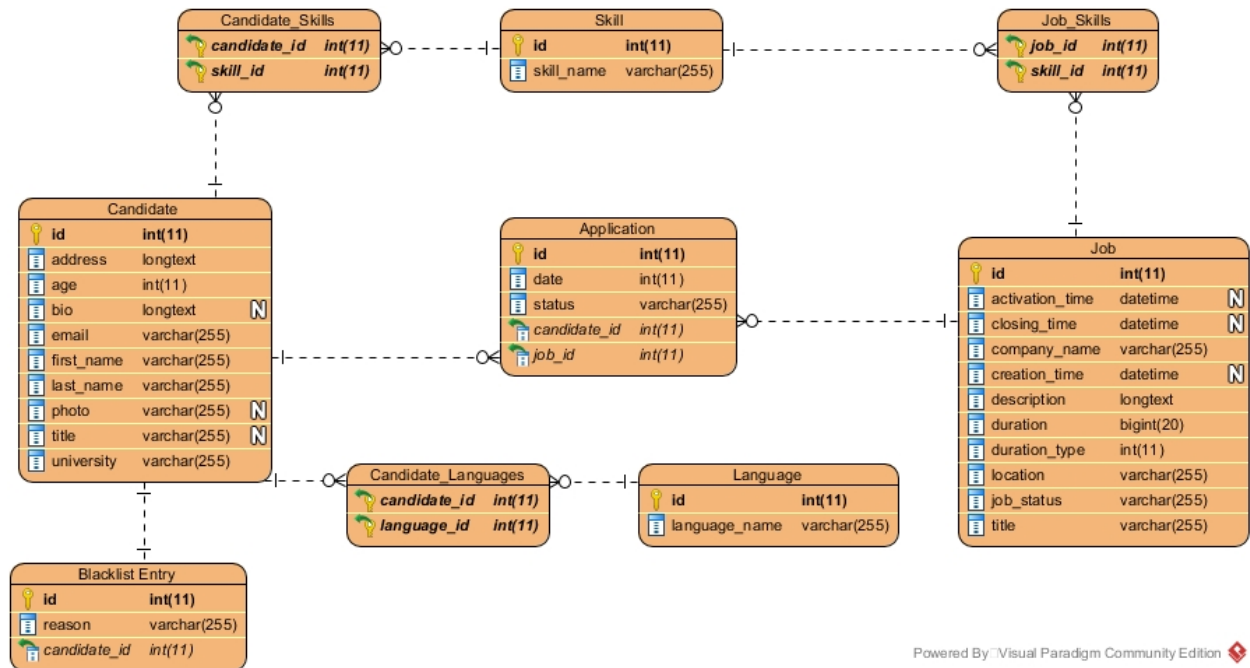 Candidate_Skills
candidate_id int(11)
skill_id int(11)
Skill
id int(11)
skill_name varchar(255)
Job_Skills
job_id int(11)
skill_id int(11)
Candidate
id int(11)
address longtext
age int(11)
bio longtext N
email varchar(255)
first_name varchar(255)
last_name varchar(255)
photo varchar(255) N
title varchar(255) N
university varchar(255)
Application
id int(11)
date int(11)
status varchar(255)
candidate_id int(11)
job_id int(11)
Job
id int(11)
activation_time datetime N
closing_time datetime N
company_name varchar(255)
creation_time datetime N
description longtext
duration bigint(20)
duration_type int(11)
location varchar(255)
job_status varchar(255)
title varchar(255)
Candidate_Languages
candidate_id int(11)
language_id int(11)
Language
id int(11)
language_name varchar(255)
Blacklist Entry
id int(11)
reason varchar(255)
candidate_id int(11)
Powered By Visual Paradigm Community Edition